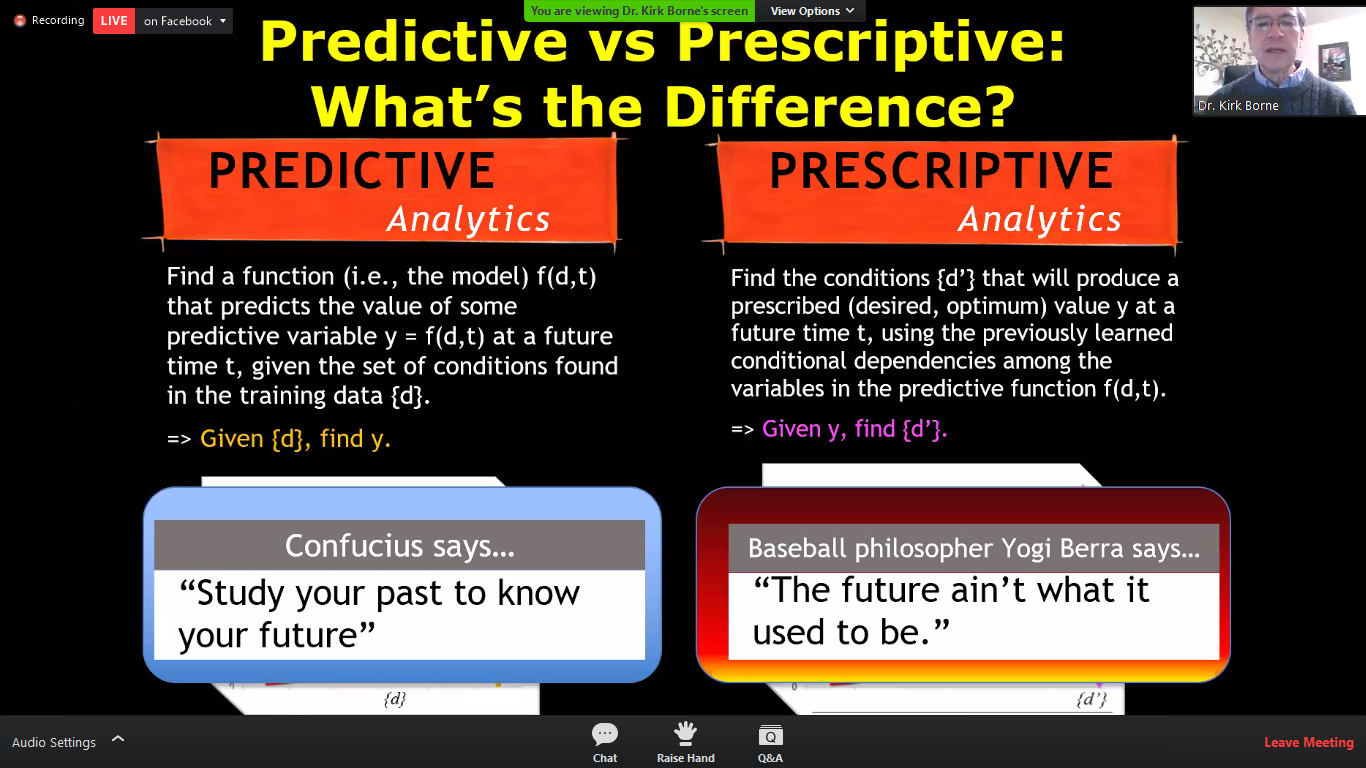 Recording
LIVE on Facebook
You are viewing Dr. Kirk Borne's screen
View Options
Predictive vs Prescriptive:
What’s the Difference?
Dr. Kirk Borne
PREDICTIVE
Analytics
Find a function (i.e., the model) f(d,t)
that predicts the value of some
predictive variable y = f(d,t) at a future
time t, given the set of conditions found
in the training data {d}.
=> Given {d}, find y.
Confucius says…
“Study your past to know
your future”
{d}
PRESCRIPTIVE
Analytics
Find the conditions {d’} that will produce a
prescribed (desired, optimum) value y at a
future time t, using the previously learned
conditional dependencies among the
variables in the predictive function f(d,t).
=> Given y, find {d’}.
Baseball philosopher Yogi Berra says…
“The future ain’t what it
used to be.”
0
{d’}
Audio Settings
Chat
Raise Hand
Q&A
Leave Meeting